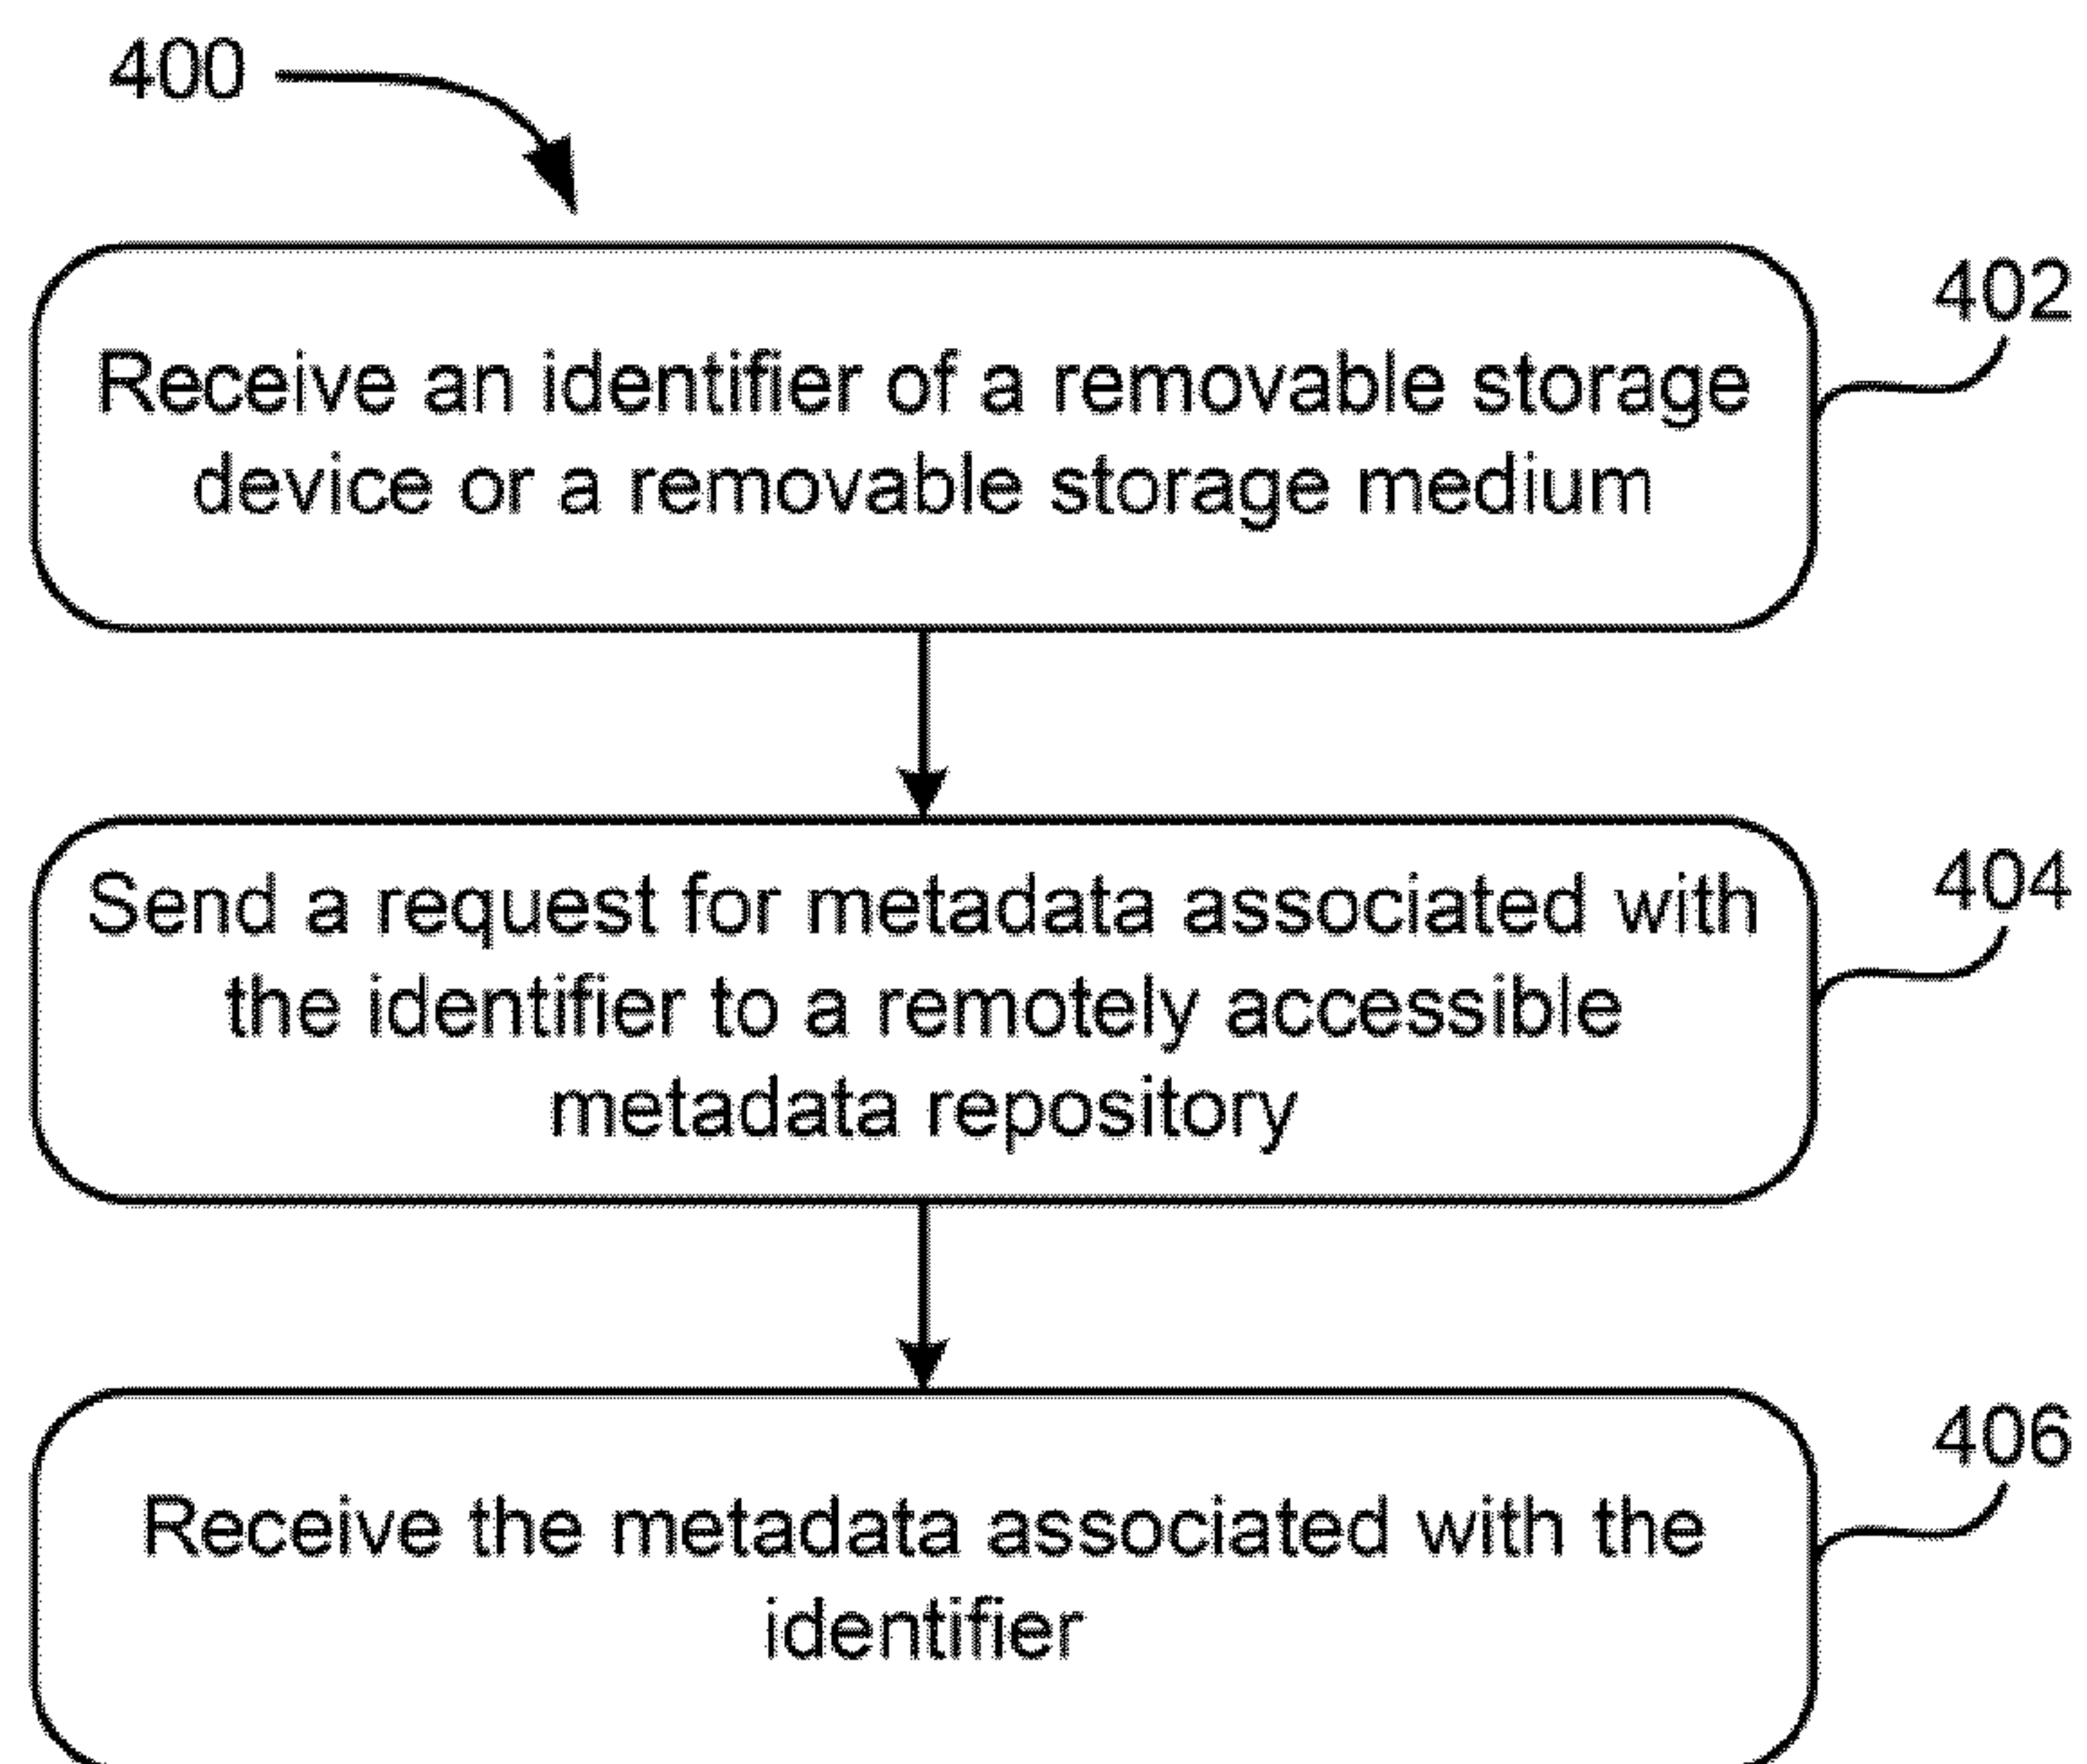 400
402
Receive an identifier of a removable storage
device or a removable storage medium
404
Send a request for metadata associated with
the identifier to a remotely accessible
metadata repository
406
Receive the metadata associated with the
identifier